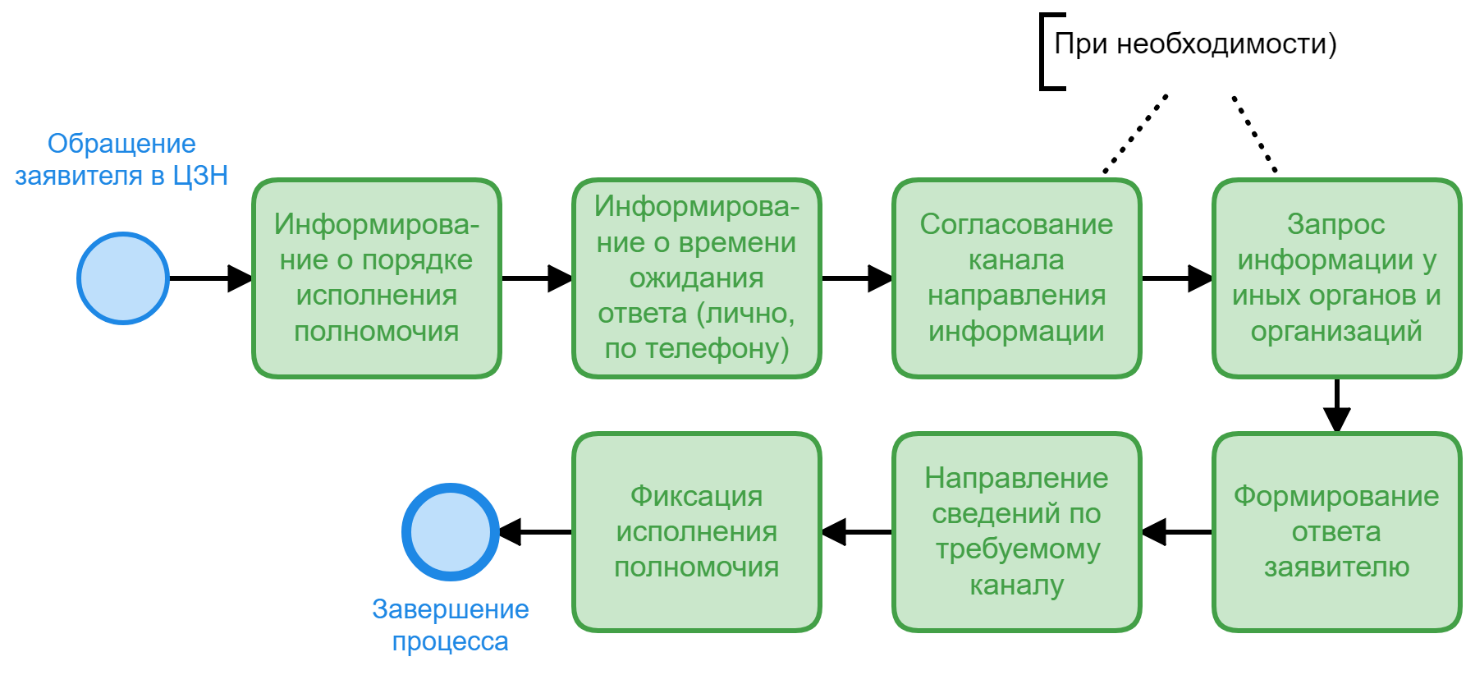 При необходимости)
Обращение
заявителя в ЦЗН
Информирова-
ние о порядке
исполнения
полномочия
Информирова-
ние о времени
ожидания
ответа (лично,
по телефону)
Согласование
канала
направления
информации
Запрос
информации у
иных органов и
организаций
Формирование
ответа
заявителю
Направление
сведений по
требуемому
каналу
Фиксация
исполнения
полномочия
Завершение
процесса